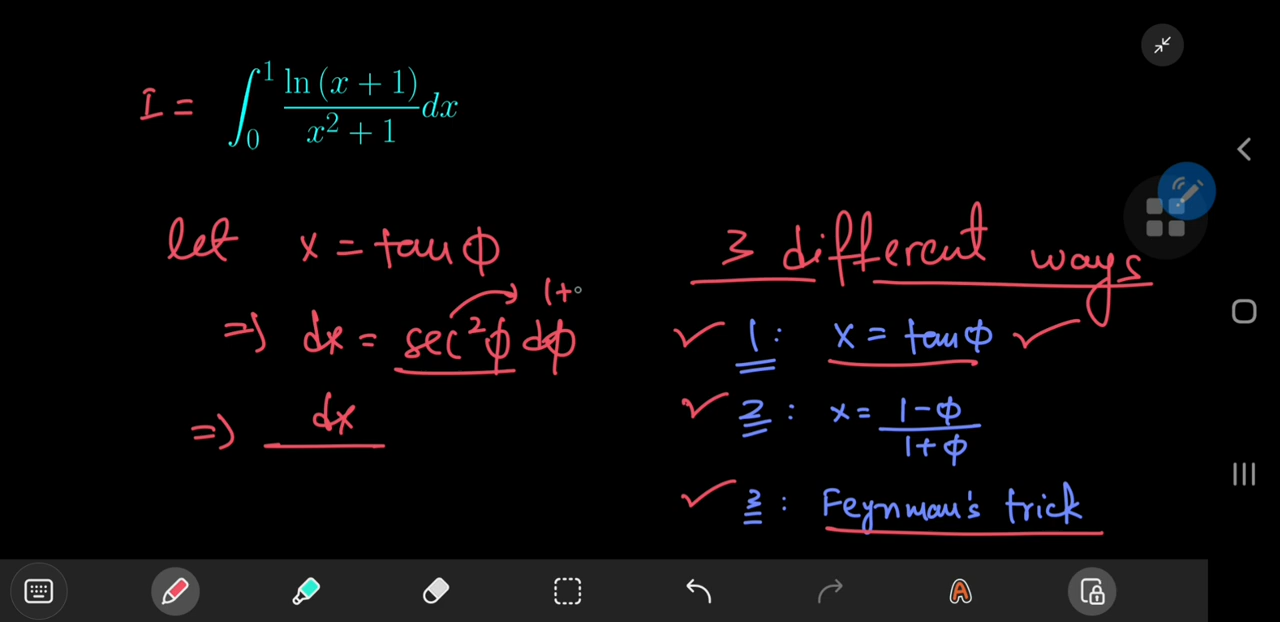 I = ∫₀¹ ln (x + 1) / x² + 1 dx
let x = tan ϕ
⇒ dx = sec²ϕ dϕ → 1+
⇒ dx
3 different ways
1 : x = tan ϕ
2 : x = 1-ϕ / 1+ϕ
3 : Feynman's trick
A